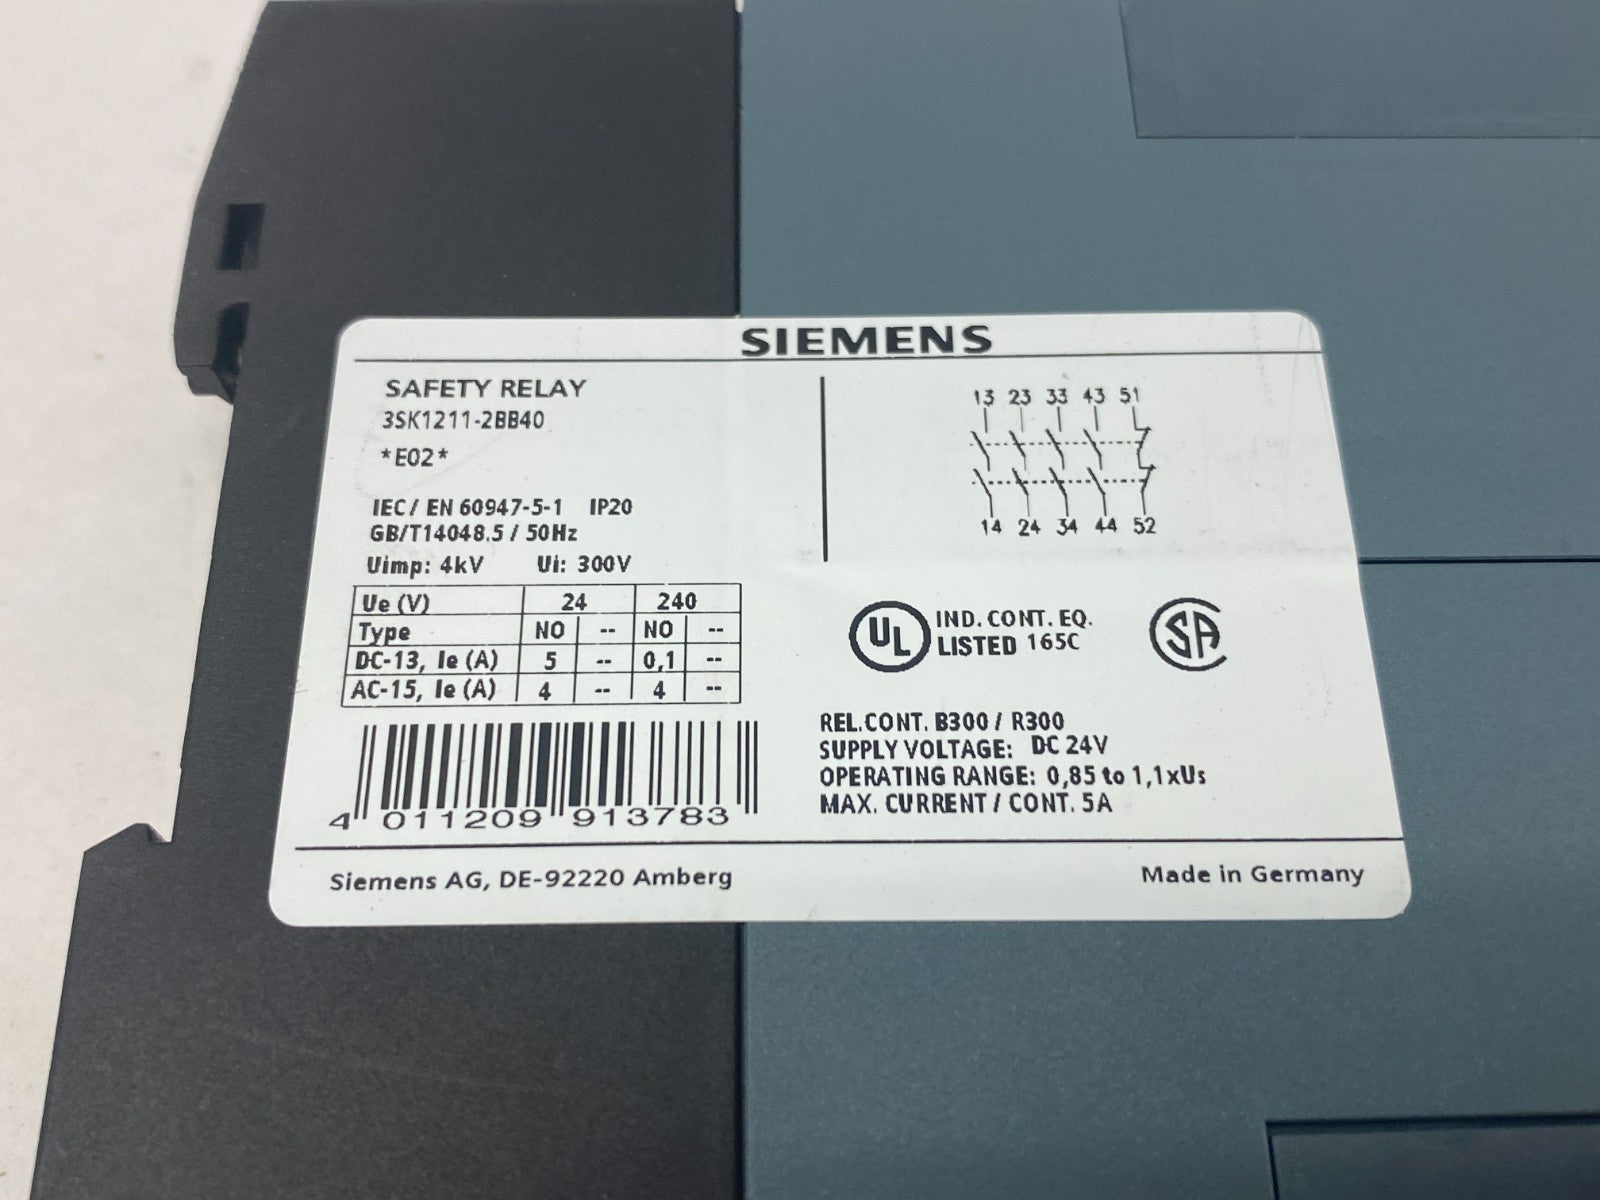 SIEMENS
SAFETY RELAY
3SK1211-2BB40
*E02*
IEC/ EN 60947-5-1 IP20
GB/T14048.5 / 50Hz
Uimp: 4kV Ui: 300V
Ue (V) 24 240
Type NO -- NO --
DC-13, Ie (A) 5 -- 0,1 --
AC-15, Ie (A) 4 -- 4 --
4 011209 913783
13 23 33 43 51
14 24 34 44 52
UL IND. CONT. EQ.
LISTED 165C
SA
REL.CONT. B300 / R300
SUPPLY VOLTAGE: DC 24V
OPERATING RANGE: 0,85 to 1,1xUs
MAX. CURRENT / CONT. 5A
Siemens AG, DE-92220 Amberg
Made in Germany